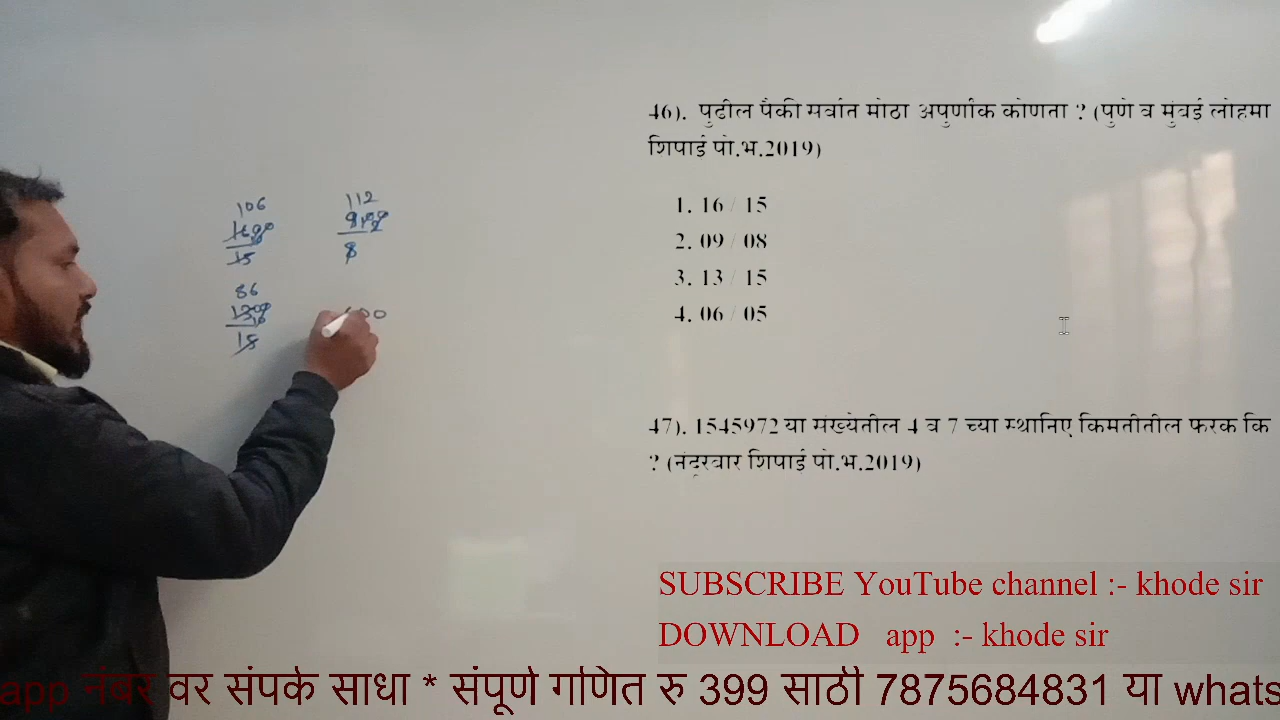 46). पुढील पैकी सर्वात मोठा अपुर्णांक कोणता ? (पुणे व मुंबई लोहमा
शिपाई पो.भ.2019)
1. 16 / 15
2. 09 / 08
3. 13 / 15
4. 06 / 05
47). 1545972 या संख्येतील 4 व 7 च्या स्थानिए किमतीतील फरक कि
? (नंदूरबार शिपाई पो.भ.2019)
106
15
112
8
86
SUBSCRIBE YouTube channel :- khode sir
DOWNLOAD app :- khode sir
app नंबर वर संपर्क साधा * संपूर्ण गणित रु 399 साठी 7875684831 या whats